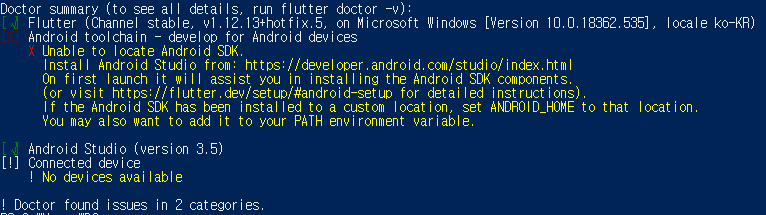 Doctor summary (to see all details, run flutter doctor -v):
[√] Flutter (Channel stable, v1.12.13+hotfix.5, on Microsoft Windows [Version 10.0.18362.535], locale ko-KR)
[X] Android toolchain - develop for Android devices
X Unable to locate Android SDK.
Install Android Studio from: https://developer.android.com/studio/index.html
On first launch it will assist you in installing the Android SDK components.
(or visit https://flutter.dev/setup/#android-setup for detailed instructions).
If the Android SDK has been installed to a custom location, set ANDROID_HOME to that location.
You may also want to add it to your PATH environment variable.
[√] Android Studio (version 3.5)
[!] Connected device
! No devices available
! Doctor found issues in 2 categories.